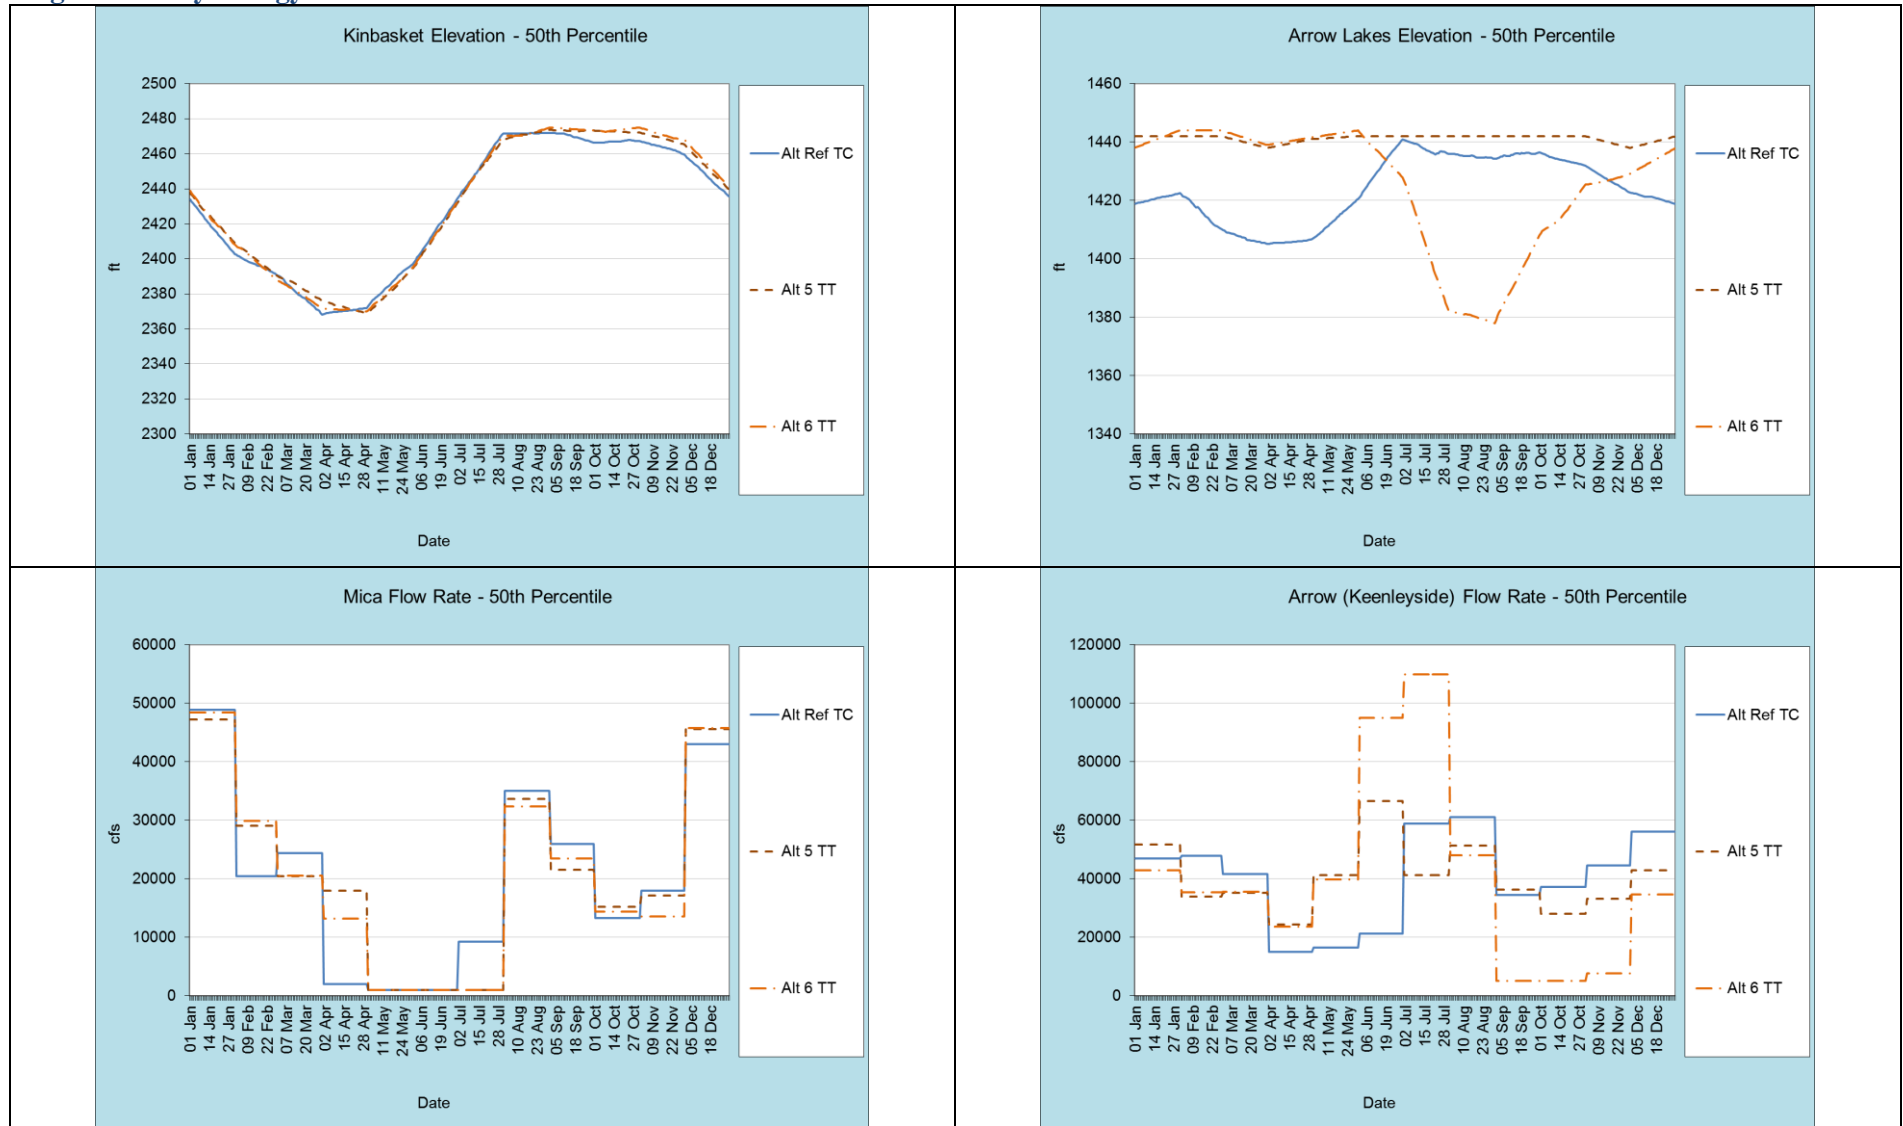 Kinbasket Elevation - 50th Percentile
2500
2480
2460
2440
2420
2400
2380
2360
2340
2320
2300
ft
01 Jan
14 Jan
27 Jan
09 Feb
22 Feb
07 Mar
20 Mar
02 Apr
15 Apr
28 Apr
11 May
24 May
06 Jun
19 Jun
02 Jul
15 Jul
28 Jul
10 Aug
23 Aug
05 Sep
18 Sep
01 Oct
14 Oct
27 Oct
09 Nov
22 Nov
05 Dec
18 Dec
Date
Alt Ref TC
Alt 5 TT
Alt 6 TT
Arrow Lakes Elevation - 50th Percentile
1460
1440
1420
1400
1380
1360
1340
ft
01 Jan
14 Jan
27 Jan
09 Feb
22 Feb
07 Mar
20 Mar
02 Apr
15 Apr
28 Apr
11 May
24 May
06 Jun
19 Jun
02 Jul
15 Jul
28 Jul
10 Aug
23 Aug
05 Sep
18 Sep
01 Oct
14 Oct
27 Oct
09 Nov
22 Nov
05 Dec
18 Dec
Date
Alt Ref TC
Alt 5 TT
Alt 6 TT
Mica Flow Rate - 50th Percentile
60000
50000
40000
30000
20000
10000
0
cfs
01 Jan
14 Jan
27 Jan
09 Feb
22 Feb
07 Mar
20 Mar
02 Apr
15 Apr
28 Apr
11 May
24 May
06 Jun
19 Jun
02 Jul
15 Jul
28 Jul
10 Aug
23 Aug
05 Sep
18 Sep
01 Oct
14 Oct
27 Oct
09 Nov
22 Nov
05 Dec
18 Dec
Date
Alt Ref TC
Alt 5 TT
Alt 6 TT
Arrow (Keenleyside) Flow Rate - 50th Percentile
120000
100000
80000
60000
40000
20000
0
cfs
01 Jan
14 Jan
27 Jan
09 Feb
22 Feb
07 Mar
20 Mar
02 Apr
15 Apr
28 Apr
11 May
24 May
06 Jun
19 Jun
02 Jul
15 Jul
28 Jul
10 Aug
23 Aug
05 Sep
18 Sep
01 Oct
14 Oct
27 Oct
09 Nov
22 Nov
05 Dec
18 Dec
Date
Alt Ref TC
Alt 5 TT
Alt 6 TT